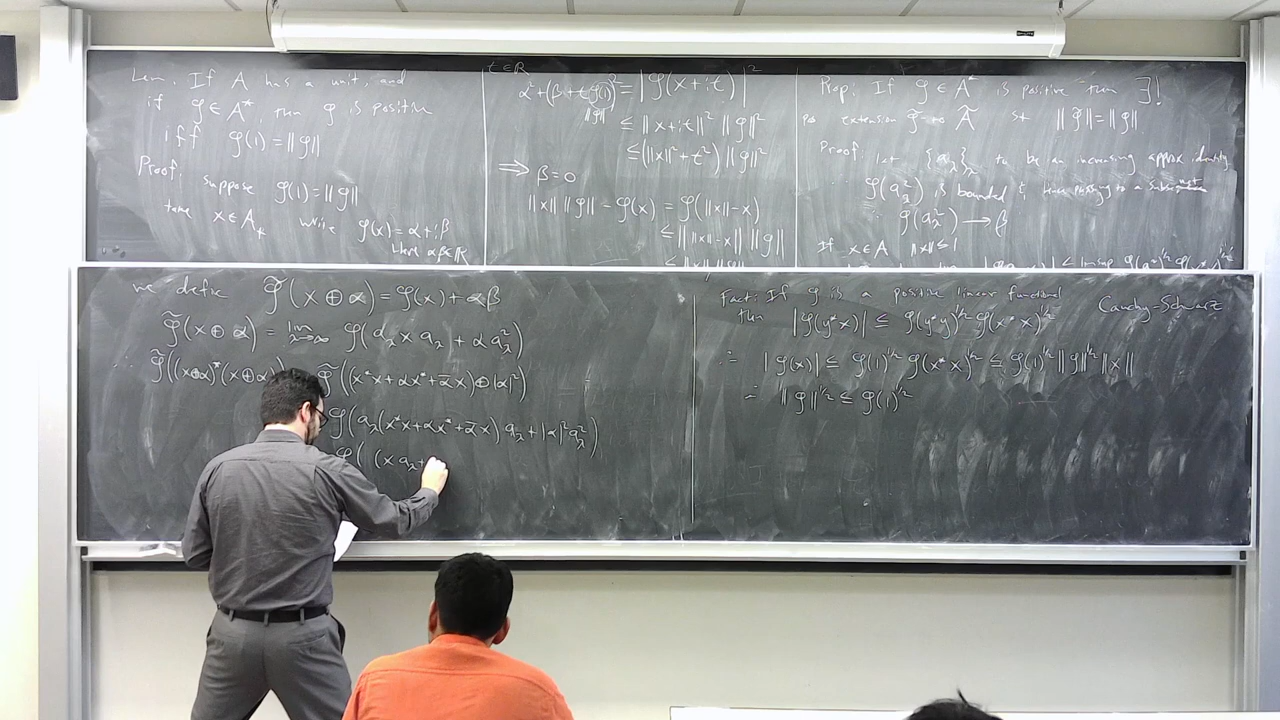 Lem. If A has a unit, and
if φ ∈ A*, then φ is positive
iff φ(1) = ||φ||
Proof: suppose φ(1) = ||φ||
take x ∈ A₊ write φ(x) = α + iβ
where α,β ∈ ℝ
t ∈ ℝ
α² + (β + t φ(1))² = |φ(x + it)|²
||φ||
≤ ||x + it||² ||φ||²
≤ (||x||² + t²) ||φ||²
⟹ β = 0
||x|| ||φ|| - φ(x) = φ(||x|| - x)
≤ || ||x|| - x || ||φ||
Prop: If φ ∈ A* is positive then ∃!
pos extension φ̃ to Ã st ||φ̃|| = ||φ||
Proof: let {a_λ}_λ to be an increasing approx identity
φ(a_λ²) is bounded &, hence passing to a subnet
φ(a_λ²) → β
If x ∈ A ||x|| ≤ 1
we define φ̃(x ⊕ α) = φ(x) + αβ
φ̃(x ⊕ α) = lim_{λ→∞} φ(a_λ x a_λ + α a_λ²)
∴ φ̃((x⊕α)*(x⊕α)) φ̃((x*x + αx* + ᾱx) ⊕ |α|²)
φ(a_λ(x*x + αx* + ᾱx) a_λ + |α|² a_λ²)
φ((x a_λ +
Fact: If φ is a positive linear functional
then |φ(y*x)| ≤ φ(y*y)^{1/2} φ(x*x)^{1/2}
Cauchy-Schwarz
∴ |φ(x)| ≤ φ(1)^{1/2} φ(x*x)^{1/2} ≤ φ(1)^{1/2} ||φ||^{1/2} ||x||
∴ ||φ||^{1/2} ≤ φ(1)^{1/2}